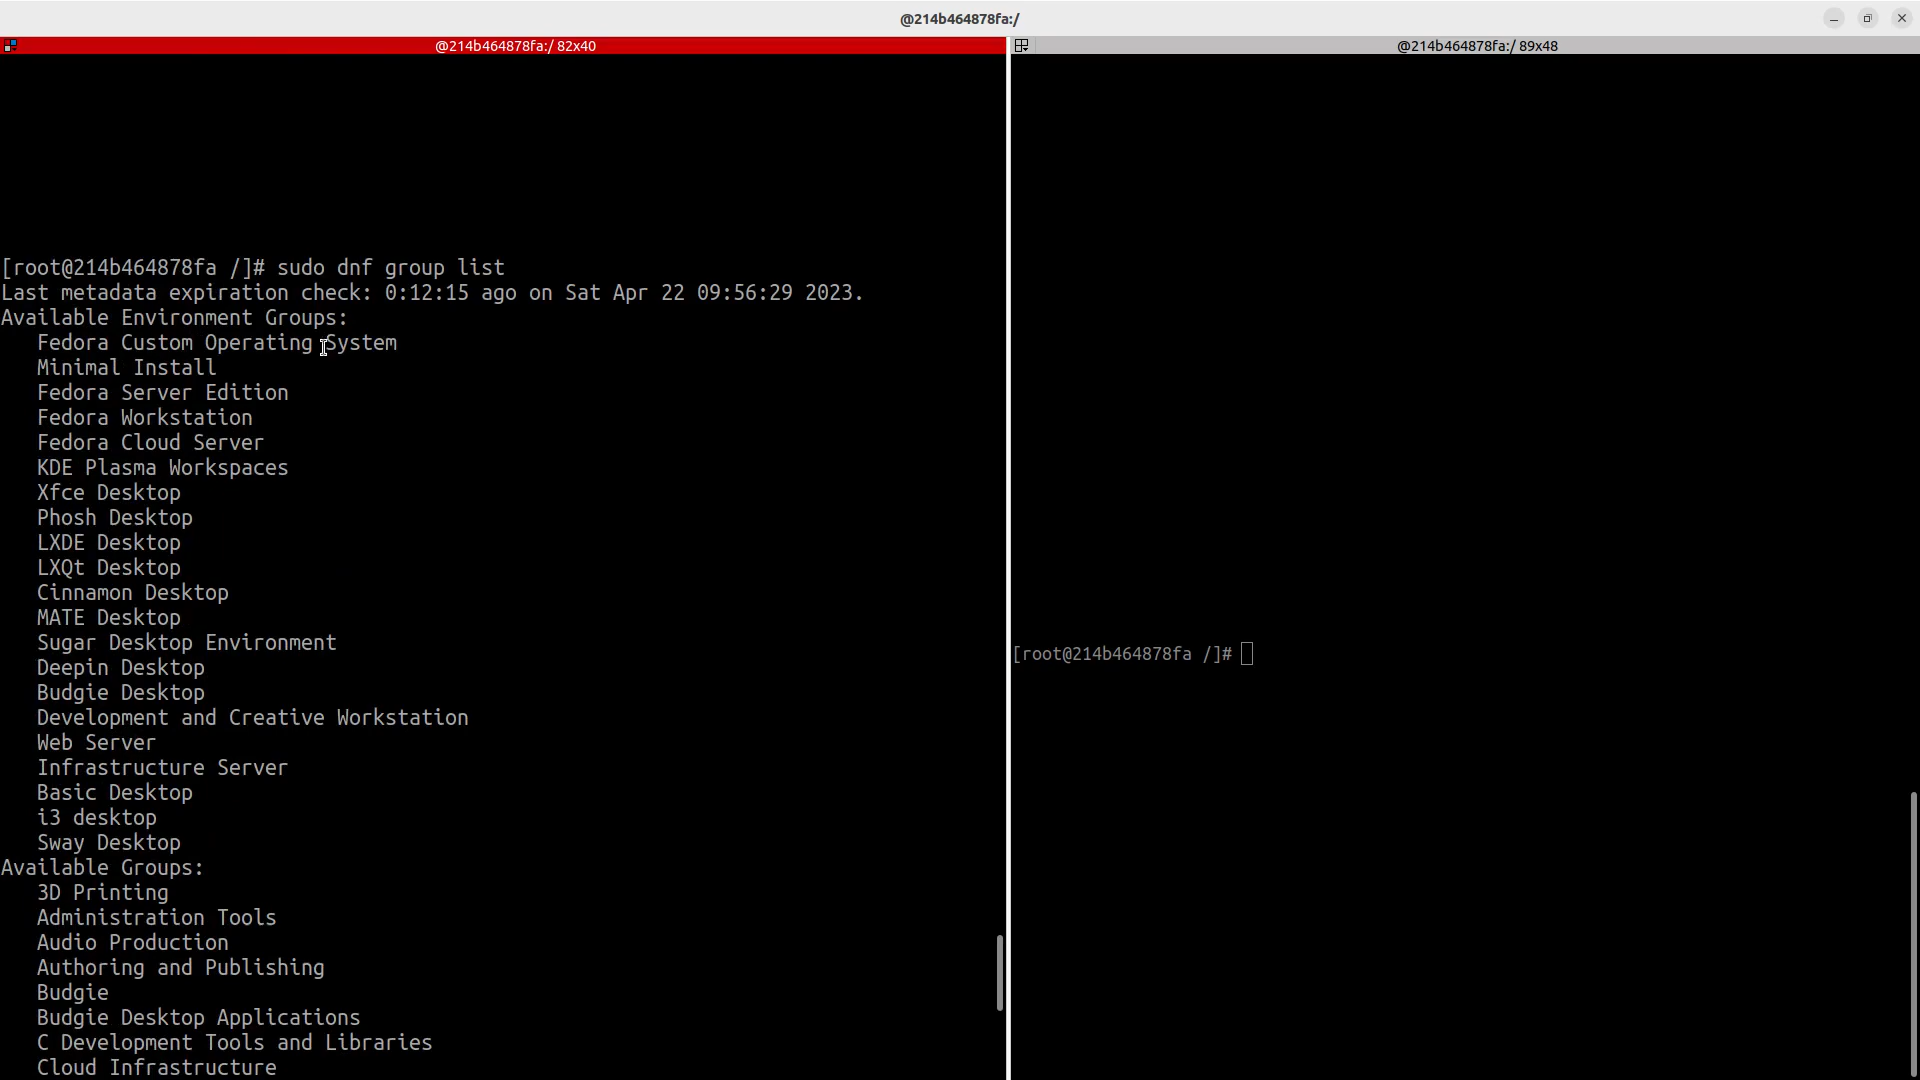 @214b464878fa:/
@214b464878fa:/ 82x40
@214b464878fa:/ 89x48
[root@214b464878fa /]# sudo dnf group list
Last metadata expiration check: 0:12:15 ago on Sat Apr 22 09:56:29 2023.
Available Environment Groups:
Fedora Custom Operating System
Minimal Install
Fedora Server Edition
Fedora Workstation
Fedora Cloud Server
KDE Plasma Workspaces
Xfce Desktop
Phosh Desktop
LXDE Desktop
LXQt Desktop
Cinnamon Desktop
MATE Desktop
Sugar Desktop Environment
Deepin Desktop
Budgie Desktop
Development and Creative Workstation
Web Server
Infrastructure Server
Basic Desktop
i3 desktop
Sway Desktop
Available Groups:
3D Printing
Administration Tools
Audio Production
Authoring and Publishing
Budgie
Budgie Desktop Applications
C Development Tools and Libraries
Cloud Infrastructure
[root@214b464878fa /]#